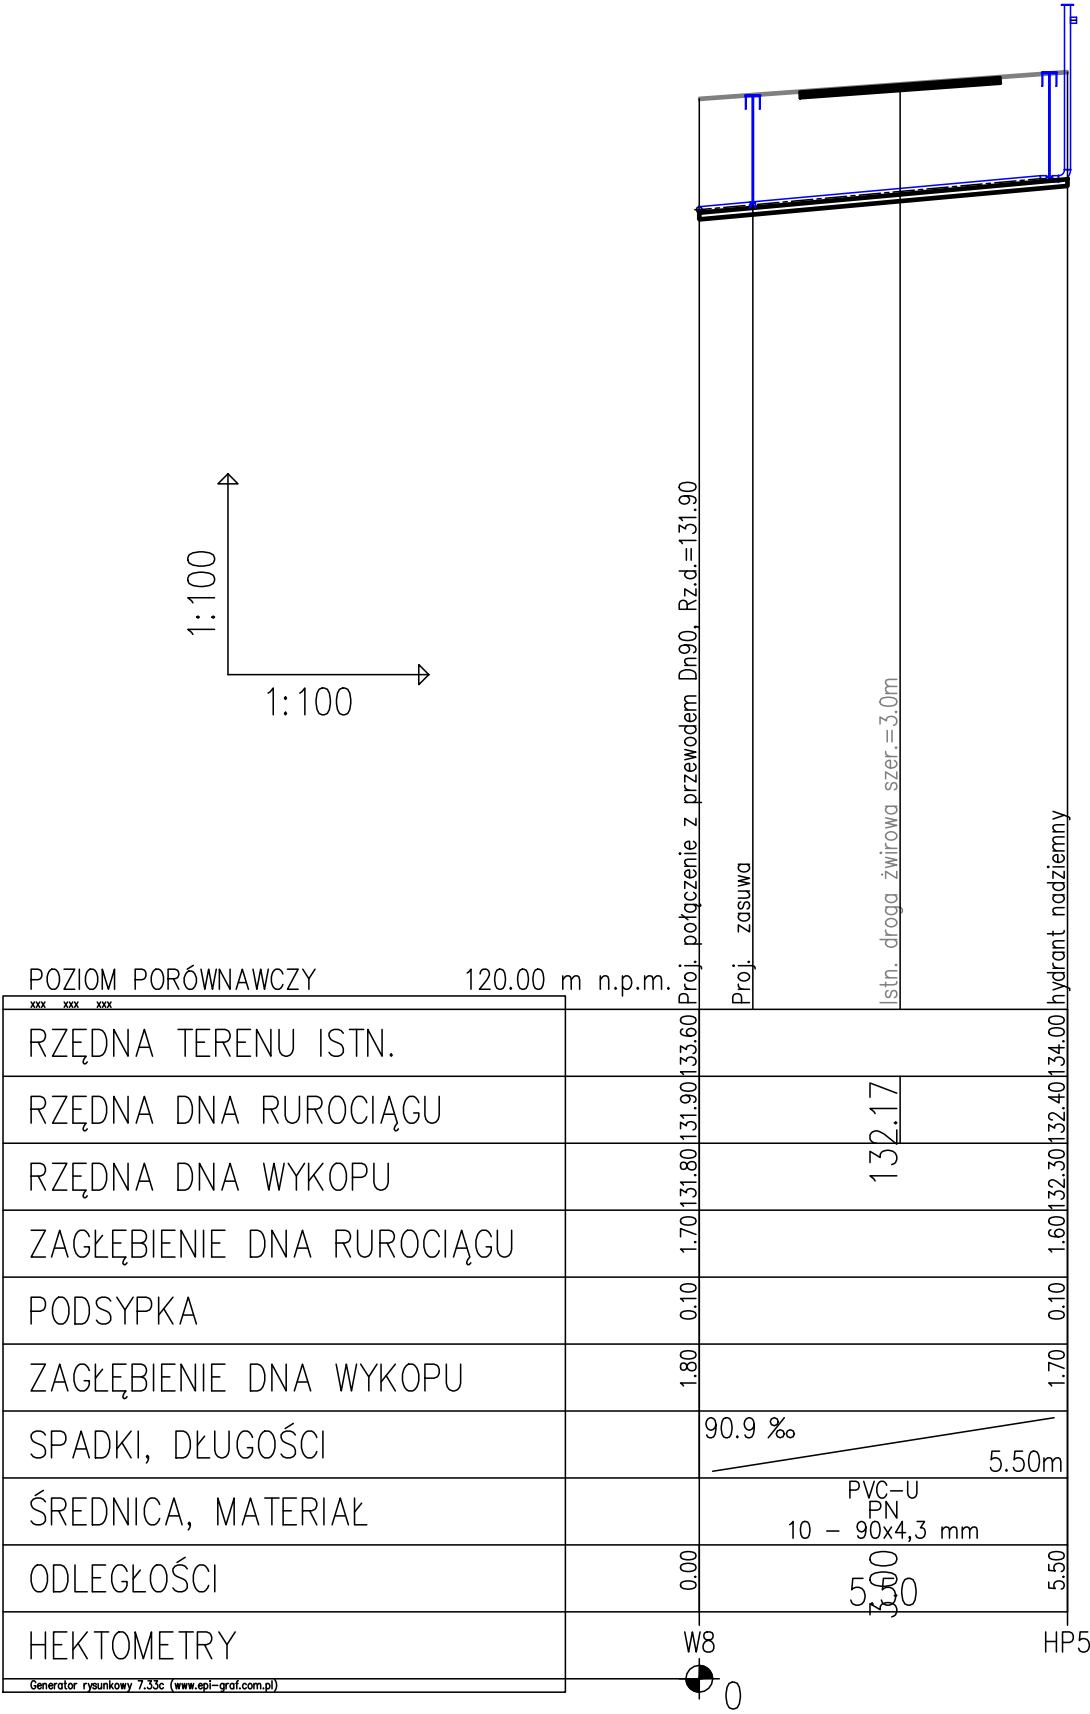 1:100
1:100
Proj. połączenie z przewodem Dn90, Rz.d.=131.90
Proj. zasuwa
Istn. droga żwirowa szer.=3.0m
hydrant nadziemny
POZIOM PORÓWNAWCZY 120.00 m n.p.m.
xxx xxx xxx
RZĘDNA TERENU ISTN. 133.60 134.00
RZĘDNA DNA RUROCIĄGU 131.90 132.17 132.40
RZĘDNA DNA WYKOPU 131.80 132.30
ZAGŁĘBIENIE DNA RUROCIĄGU 1.70 1.60
PODSYPKA 0.10 0.10
ZAGŁĘBIENIE DNA WYKOPU 1.80 1.70
SPADKI, DŁUGOŚCI 90.9 ‰ 5.50m
ŚREDNICA, MATERIAŁ
PVC-U
PN
10 - 90x4,3 mm
ODLEGŁOŚCI 0.00 5.50 3.00 5.50
HEKTOMETRY W8 HP5
Generator rysunkowy 7.33c (www.epi-graf.com.pl)
0